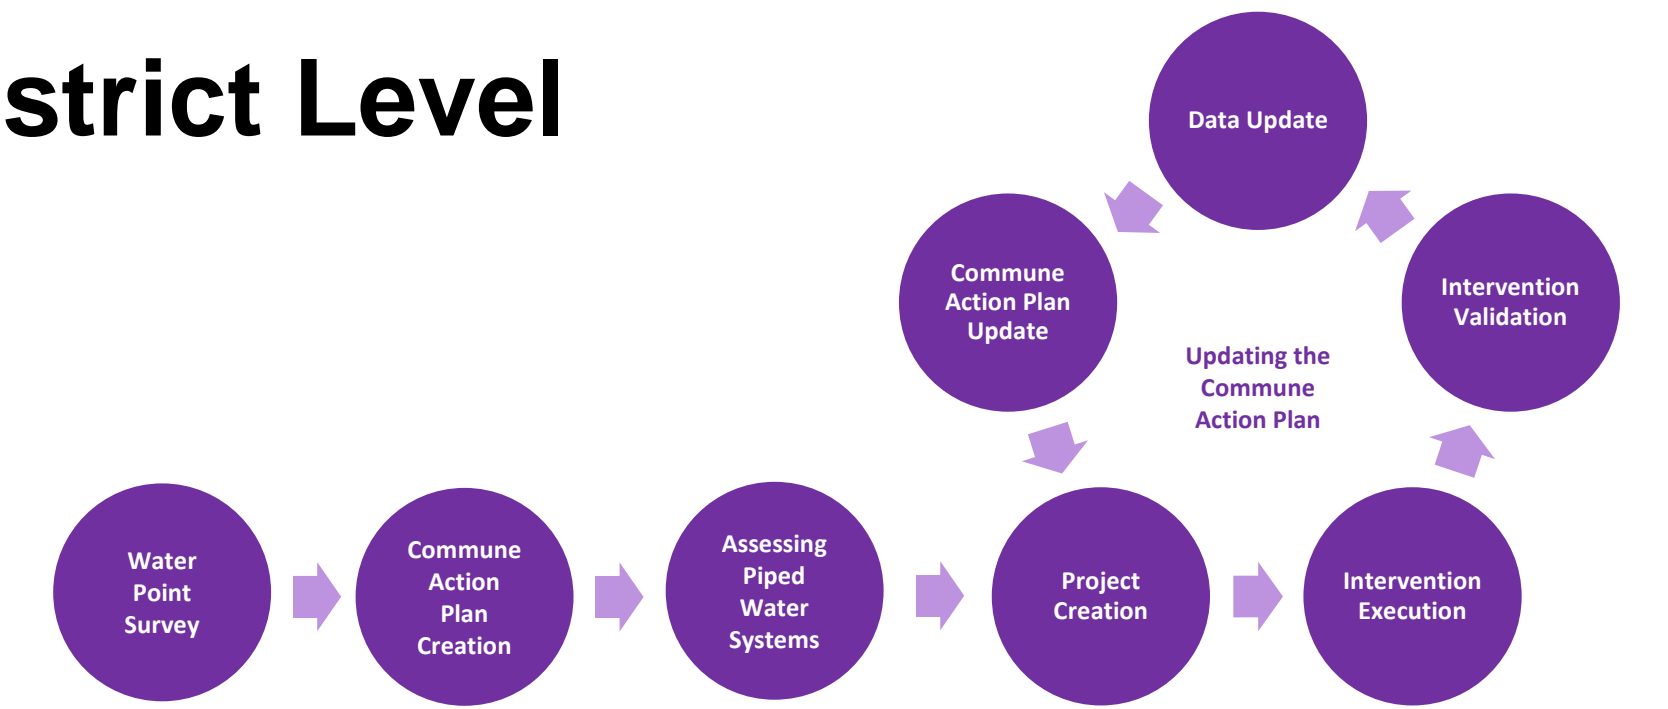 strict Level
Data Update
Commune
Action Plan
Update
Intervention
Validation
Updating the
Commune
Action Plan
Water
Point
Survey
Commune
Action
Plan
Creation
Assessing
Piped
Water
Systems
Project
Creation
Intervention
Execution